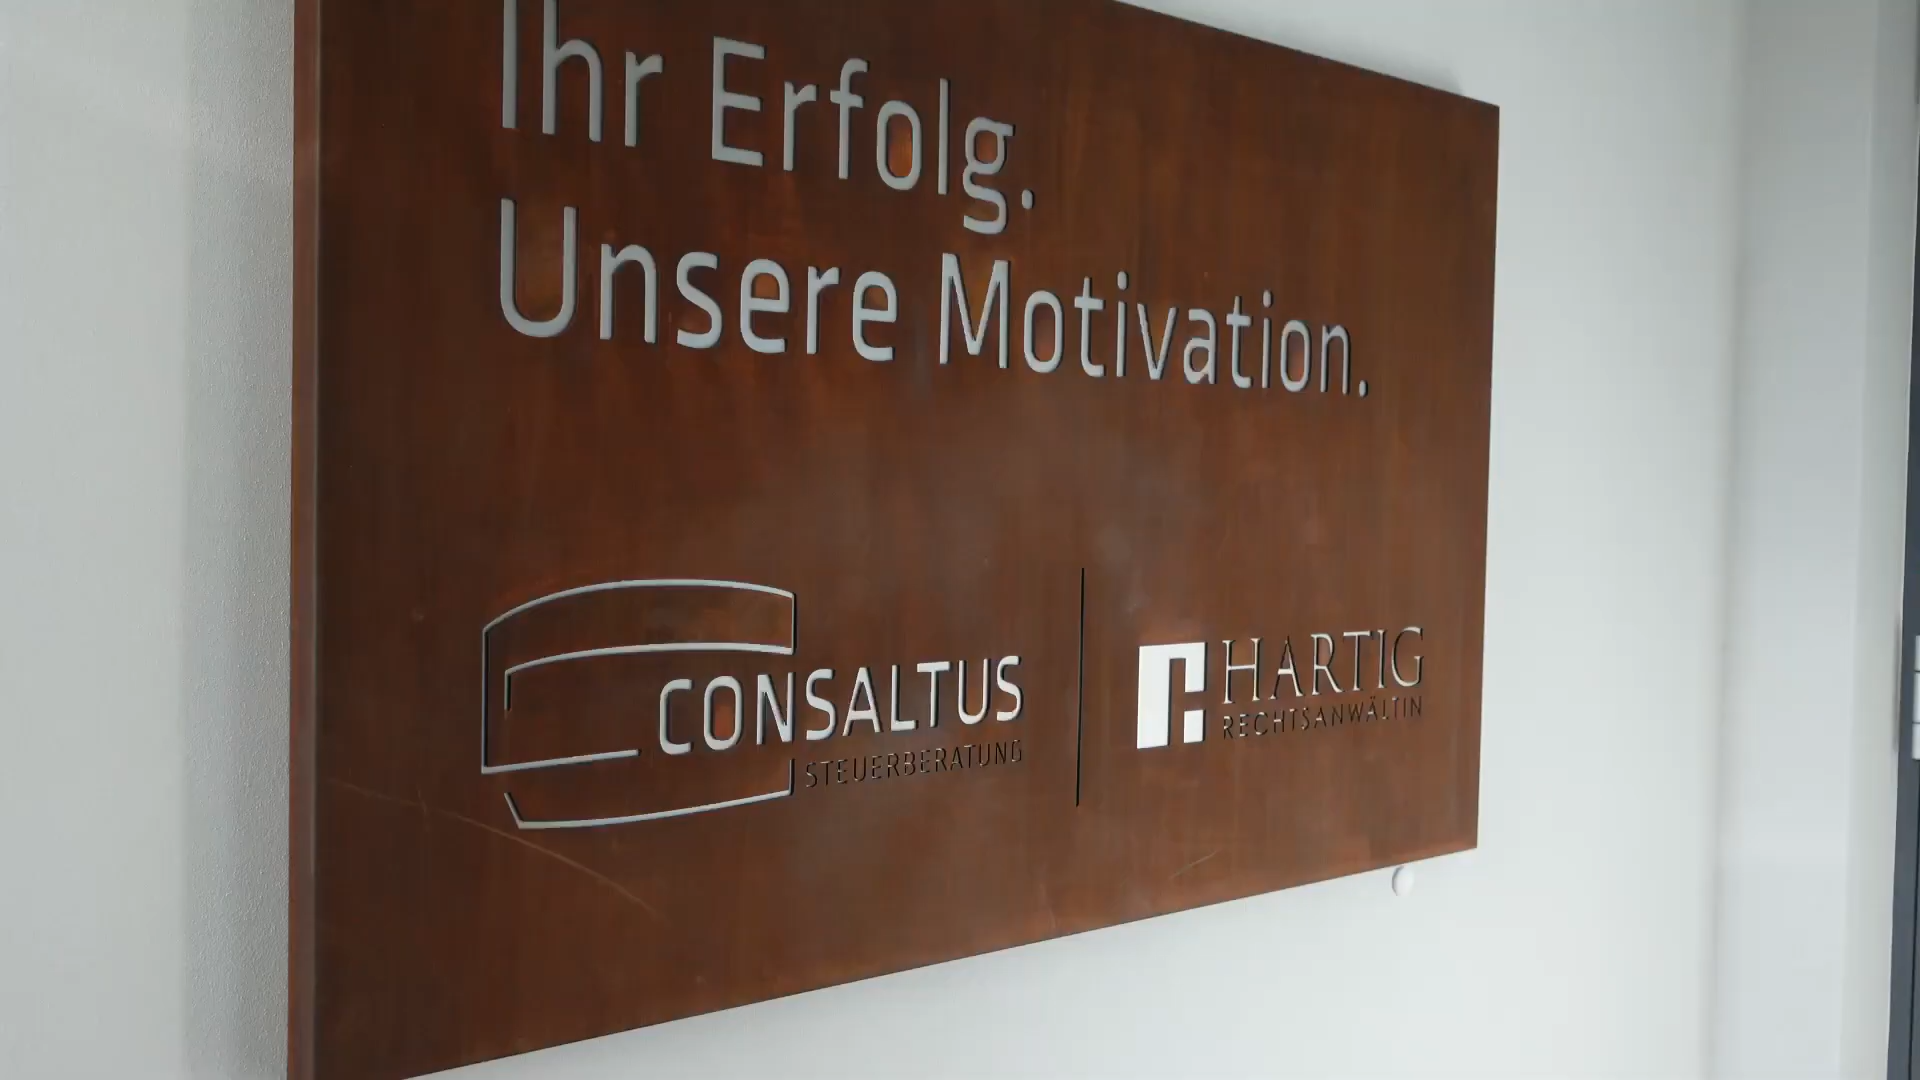 Ihr Erfolg.
Unsere Motivation.
CONSALTUS
STEUERBERATUNG
HARTIG
RECHTSANWÄLTIN